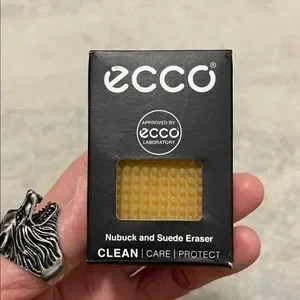 ecco®
APPROVED BY
ecco
LABORATORY
Nubuck and Suede Eraser
CLEAN | CARE | PROTECT